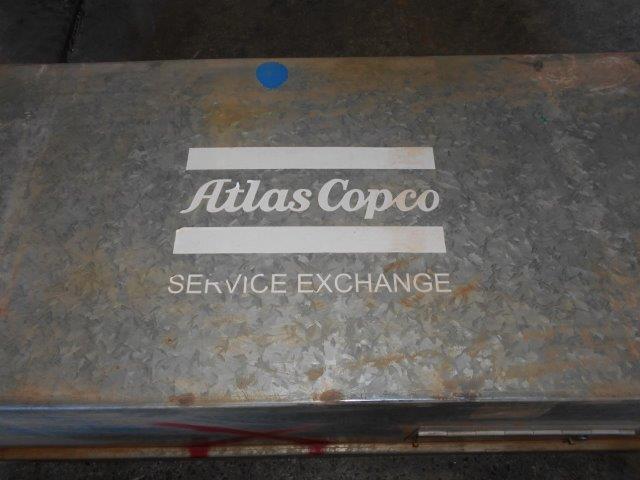 Atlas Copco
SERVICE EXCHANGE